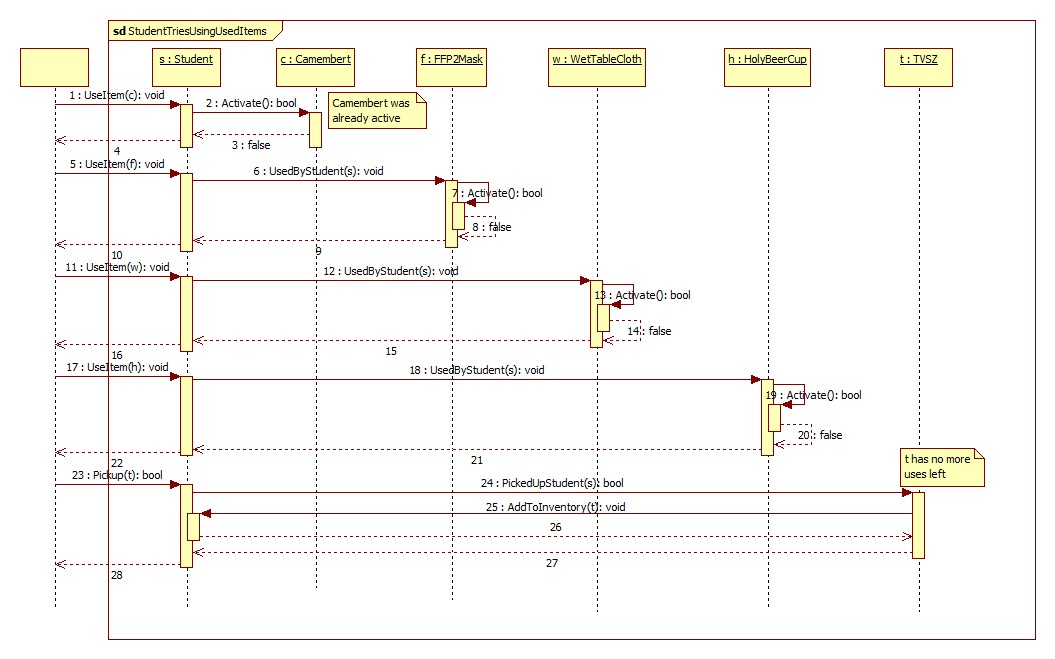 sd StudentTriesUsingUsedItems
s : Student
c : Camembert
f : FFP2Mask
w : WetTableCloth
h : HolyBeerCup
t : TVSZ
1 : UseItem(c): void
2 : Activate(): bool
Camembert was
already active
3 : false
4
5 : UseItem(f): void
6 : UsedByStudent(s): void
7 : Activate(): bool
8 : false
9
10
11 : UseItem(w): void
12 : UsedByStudent(s): void
13 : Activate(): bool
14 : false
15
16
17 : UseItem(h): void
18 : UsedByStudent(s): void
19 : Activate(): bool
20 : false
21
22
t has no more
uses left
23 : Pickup(t): bool
24 : PickedUpStudent(s): bool
25 : AddToInventory(t): void
26
27
28